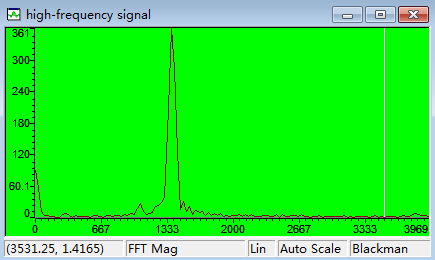 high-frequency signal
361
300
240
180
120
60.1
0
0 667 1333 2000 2667 3333 3969
(3531.25, 1.4165) FFT Mag Lin Auto Scale Blackman